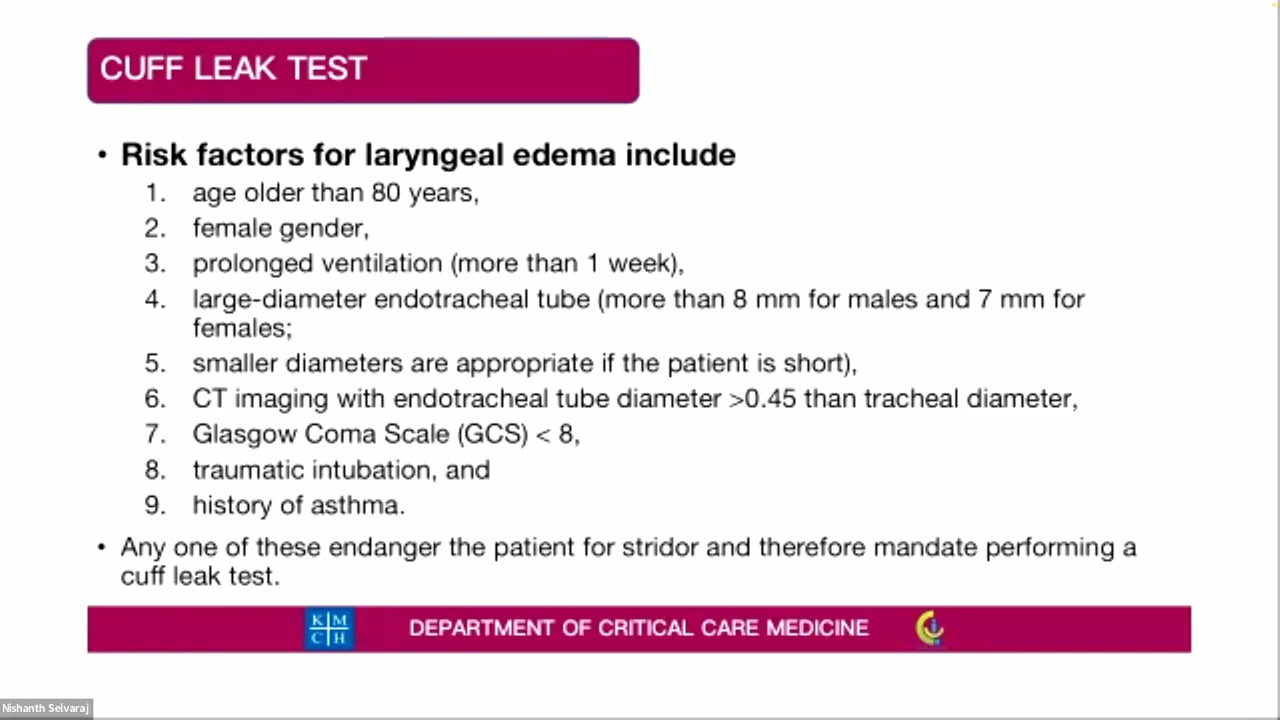 CUFF LEAK TEST
• Risk factors for laryngeal edema include
1. age older than 80 years,
2. female gender,
3. prolonged ventilation (more than 1 week),
4. large-diameter endotracheal tube (more than 8 mm for males and 7 mm for
females;
5. smaller diameters are appropriate if the patient is short),
6. CT imaging with endotracheal tube diameter >0.45 than tracheal diameter,
7. Glasgow Coma Scale (GCS) < 8,
8. traumatic intubation, and
9. history of asthma.
• Any one of these endanger the patient for stridor and therefore mandate performing a
cuff leak test.
K M
C H
DEPARTMENT OF CRITICAL CARE MEDICINE
Nishanth Selvaraj